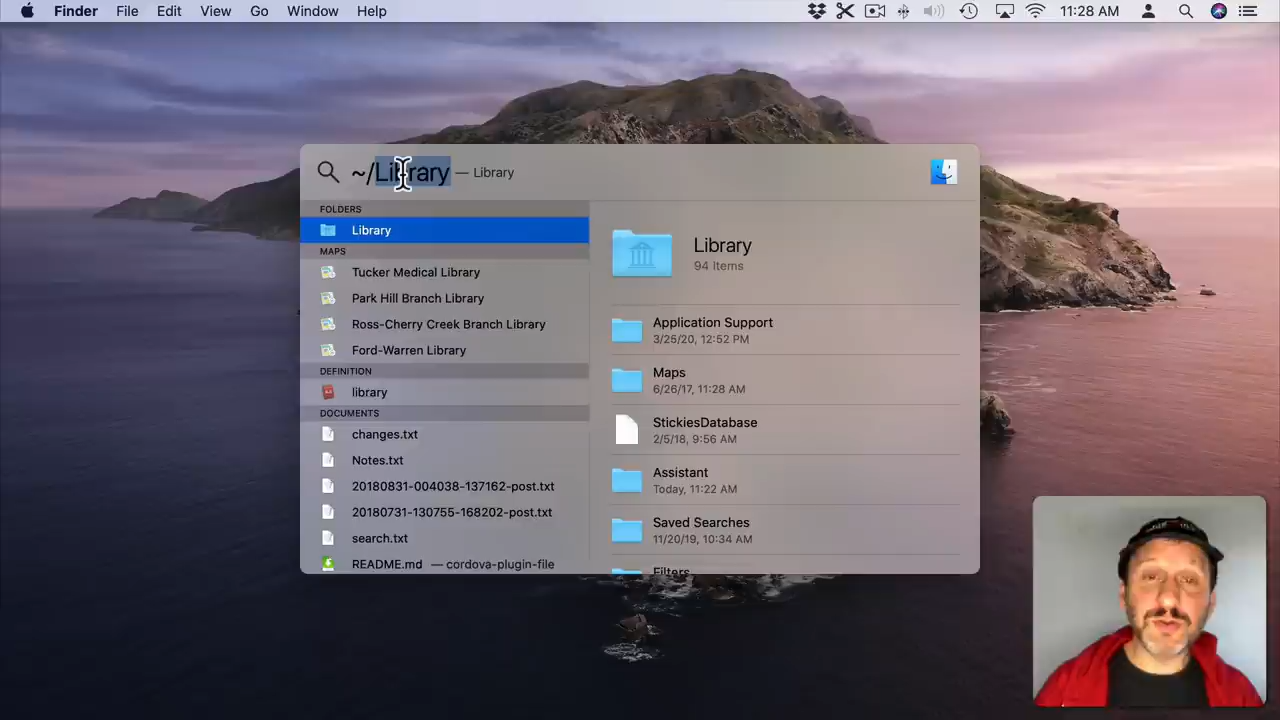 Finder File Edit View Go Window Help 11:28 AM
~/Library — Library
FOLDERS
Library
MAPS
Tucker Medical Library
Park Hill Branch Library
Ross-Cherry Creek Branch Library
Ford-Warren Library
DEFINITION
library
DOCUMENTS
changes.txt
Notes.txt
20180831-004038-137162-post.txt
20180731-130755-168202-post.txt
search.txt
README.md — cordova-plugin-file
Library
94 Items
Application Support
3/25/20, 12:52 PM
Maps
6/26/17, 11:28 AM
StickiesDatabase
2/5/18, 9:56 AM
Assistant
Today, 11:22 AM
Saved Searches
11/20/19, 10:34 AM
Filters